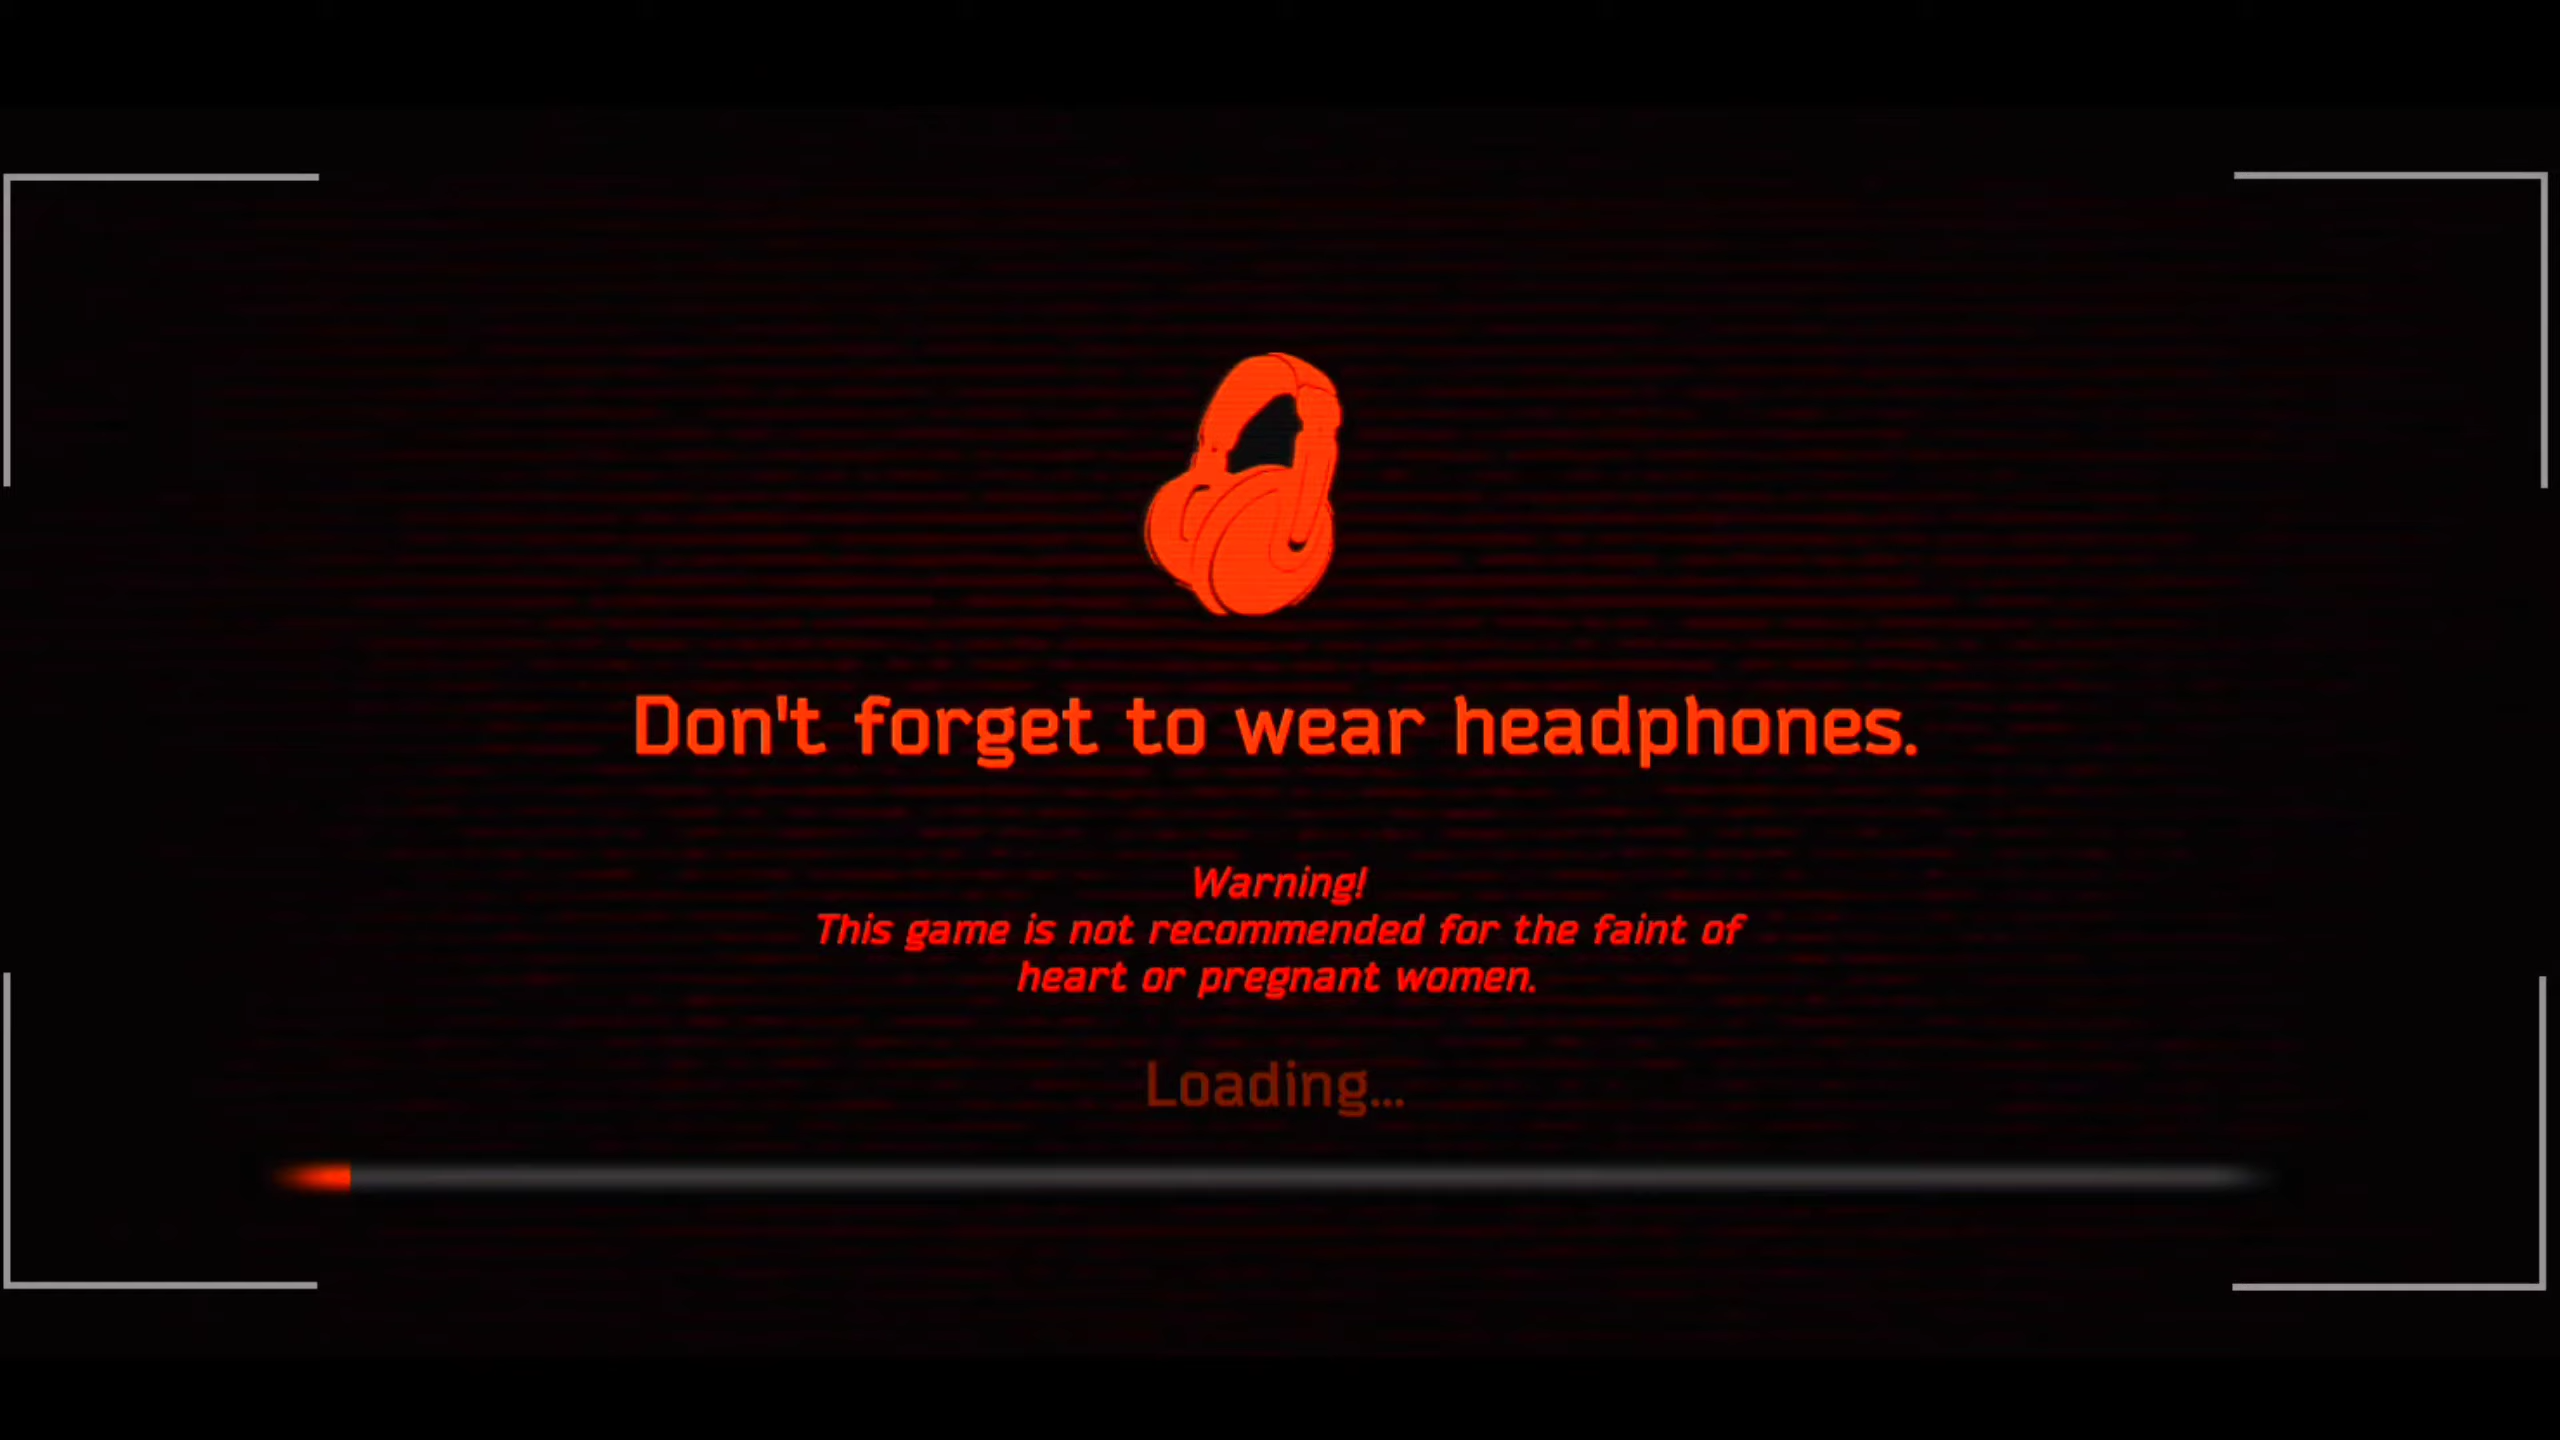 Don't forget to wear headphones.
Warning!
This game is not recommended for the faint of
heart or pregnant women.
Loading...